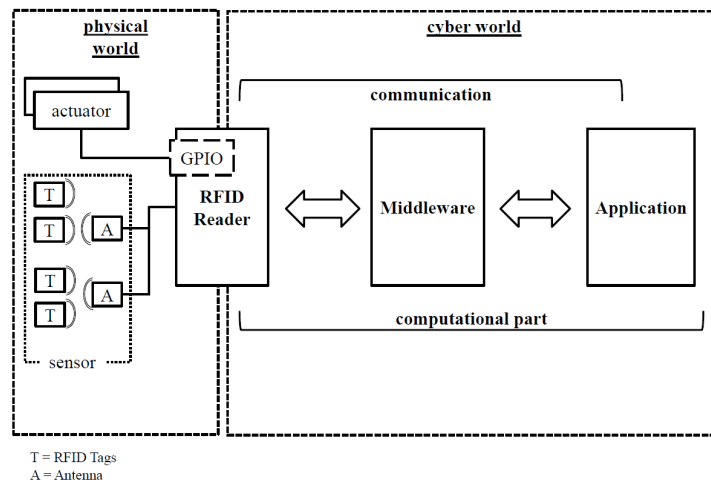 physical
world
cyber world
communication
actuator
GPIO
RFID
Reader
Middleware
Application
T
T
A
T
A
T
sensor
computational part
T = RFID Tags
A = Antenna